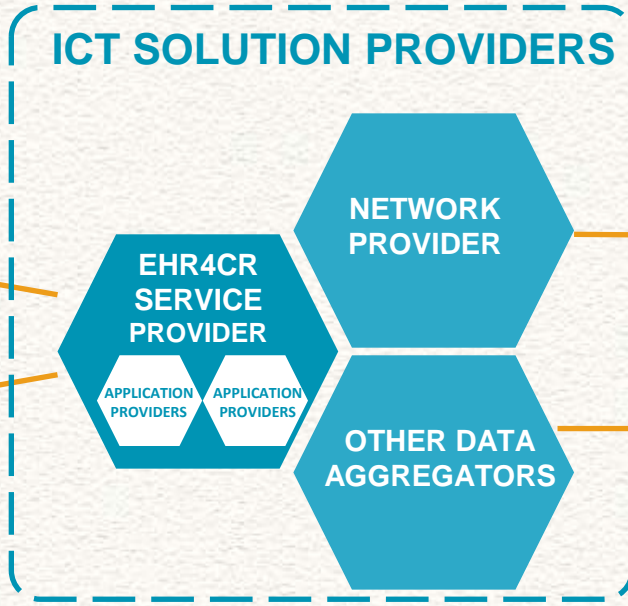 ICT SOLUTION PROVIDERS
NETWORK
PROVIDER
EHR4CR
SERVICE
PROVIDER
APPLICATION
PROVIDERS
APPLICATION
PROVIDERS
OTHER DATA
AGGREGATORS